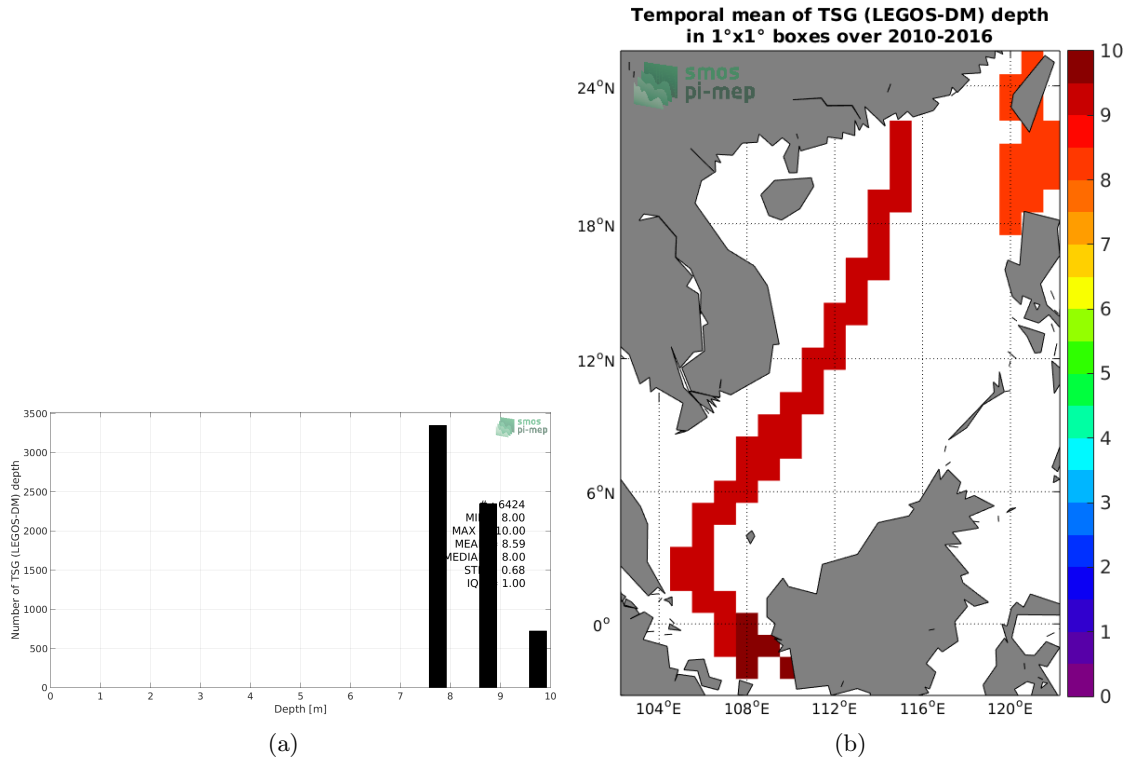 Temporal mean of TSG (LEGOS-DM) depth
in 1°x1° boxes over 2010-2016
smos
pi-mep
24°N
18°N
12°N
6°N
0°
104°E 108°E 112°E 116°E 120°E
10
9
8
7
6
5
4
3
2
1
0
smos
pi-mep
Number of TSG (LEGOS-DM) depth
3500
3000
2500
2000
1500
1000
500
0
6424
8.00
MAX 10.00
8.59
MEDIAN 8.00
0.68
1.00
0 1 2 3 4 5 6 7 8 9 10
Depth [m]
(a)
(b)